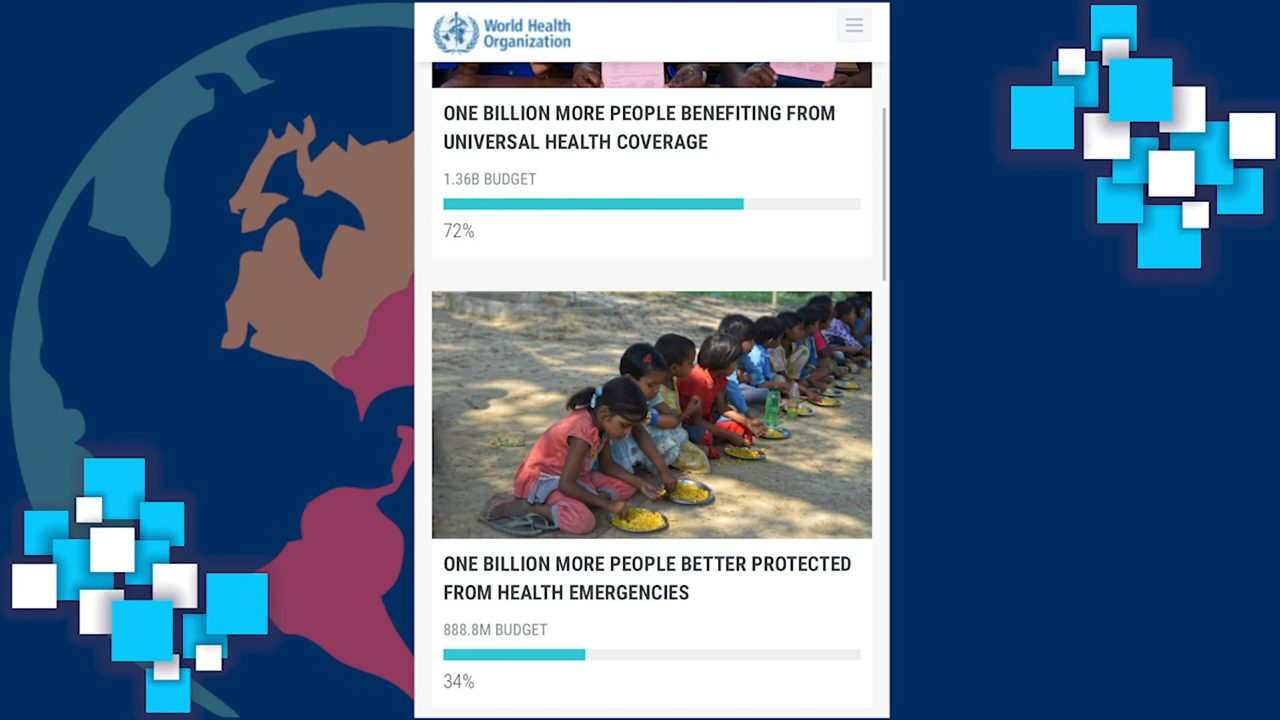 World Health
Organization
ONE BILLION MORE PEOPLE BENEFITING FROM
UNIVERSAL HEALTH COVERAGE
1.36B BUDGET
72%
ONE BILLION MORE PEOPLE BETTER PROTECTED
FROM HEALTH EMERGENCIES
888.8M BUDGET
34%